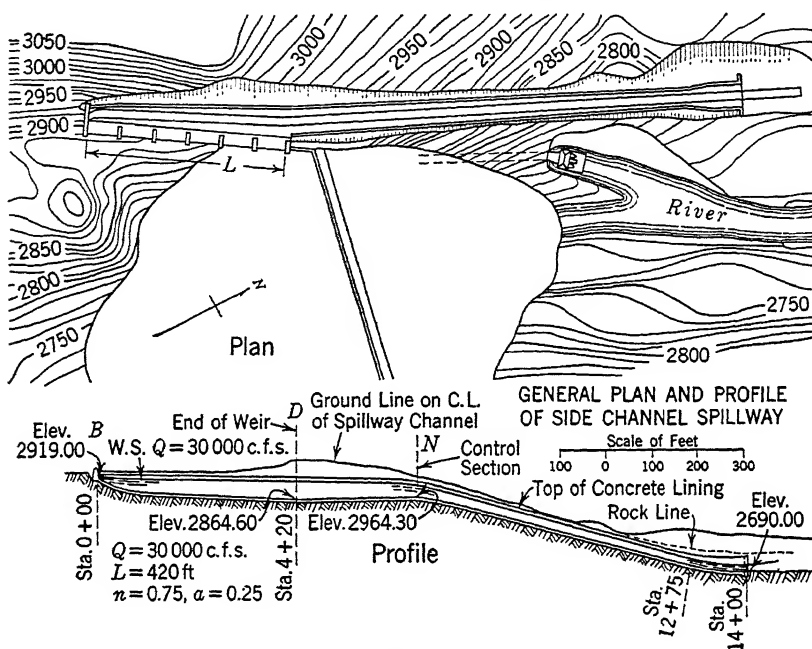 3050
3000
2950
2900
3000
2950
2900
2850
2800
L
River
2850
2800
2750
N
Plan
2750
2800
GENERAL PLAN AND PROFILE
OF SIDE CHANNEL SPILLWAY
Scale of Feet
100 0 100 200 300
End of Weir
D
Ground Line on C.L.
of Spillway Channel
Elev.
2919.00
B
W.S. Q = 30 000 c.f.s.
N
Control
Section
Top of Concrete Lining
Rock Line
Elev.
2690.00
Elev. 2864.60
Elev. 2964.30
Profile
Sta. 0 + 00
Sta. 4 + 20
Q = 30 000 c.f.s.
L = 420 ft
n = 0.75, a = 0.25
Sta.
12 + 75
Sta.
14 + 00